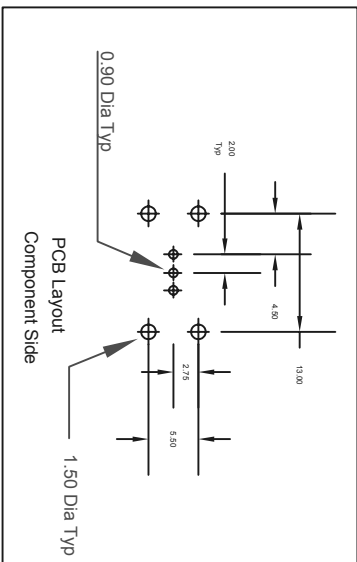 13.00
4.50
2.00
Typ
2.75
5.50
0.90 Dia Typ
1.50 Dia Typ
PCB Layout
Component Side